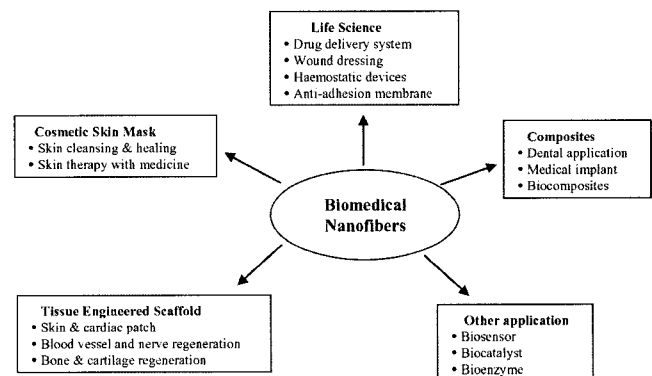 Life Science
• Drug delivery system
• Wound dressing
• Haemostatic devices
• Anti-adhesion membrane
Cosmetic Skin Mask
• Skin cleansing & healing
• Skin therapy with medicine
Composites
• Dental application
• Medical implant
• Biocomposites
Biomedical
Nanofibers
Tissue Engineered Scaffold
• Skin & cardiac patch
• Blood vessel and nerve regeneration
• Bone & cartilage regeneration
Other application
• Biosensor
• Biocatalyst
• Bioenzyme